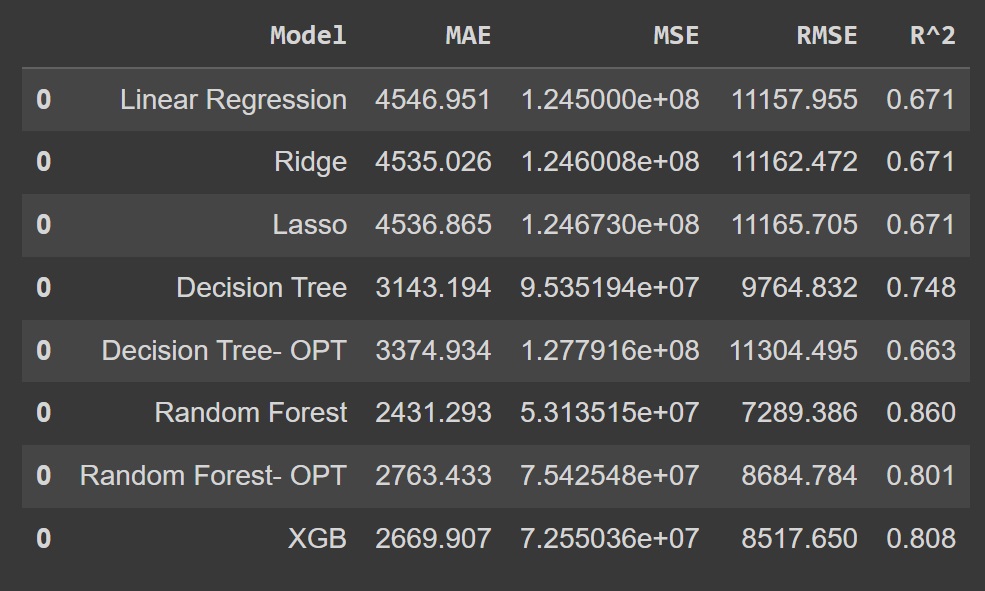 Model MAE MSE RMSE R^2
0 Linear Regression 4546.951 1.245000e+08 11157.955 0.671
0 Ridge 4535.026 1.246008e+08 11162.472 0.671
0 Lasso 4536.865 1.246730e+08 11165.705 0.671
0 Decision Tree 3143.194 9.535194e+07 9764.832 0.748
0 Decision Tree- OPT 3374.934 1.277916e+08 11304.495 0.663
0 Random Forest 2431.293 5.313515e+07 7289.386 0.860
0 Random Forest- OPT 2763.433 7.542548e+07 8684.784 0.801
0 XGB 2669.907 7.255036e+07 8517.650 0.808